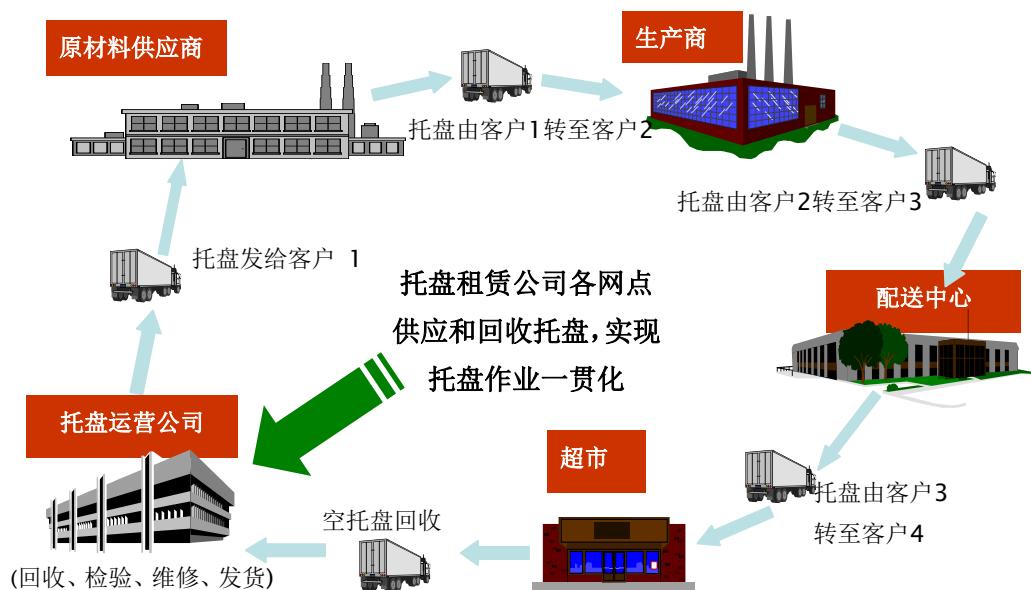 原材料供应商
生产商
托盘由客户1转至客户2
托盘由客户2转至客户3
托盘发给客户 1
托盘租赁公司各网点
供应和回收托盘,实现
托盘作业一贯化
配送中心
托盘运营公司
超市
托盘由客户3
转至客户4
空托盘回收
(回收、检验、维修、发货)